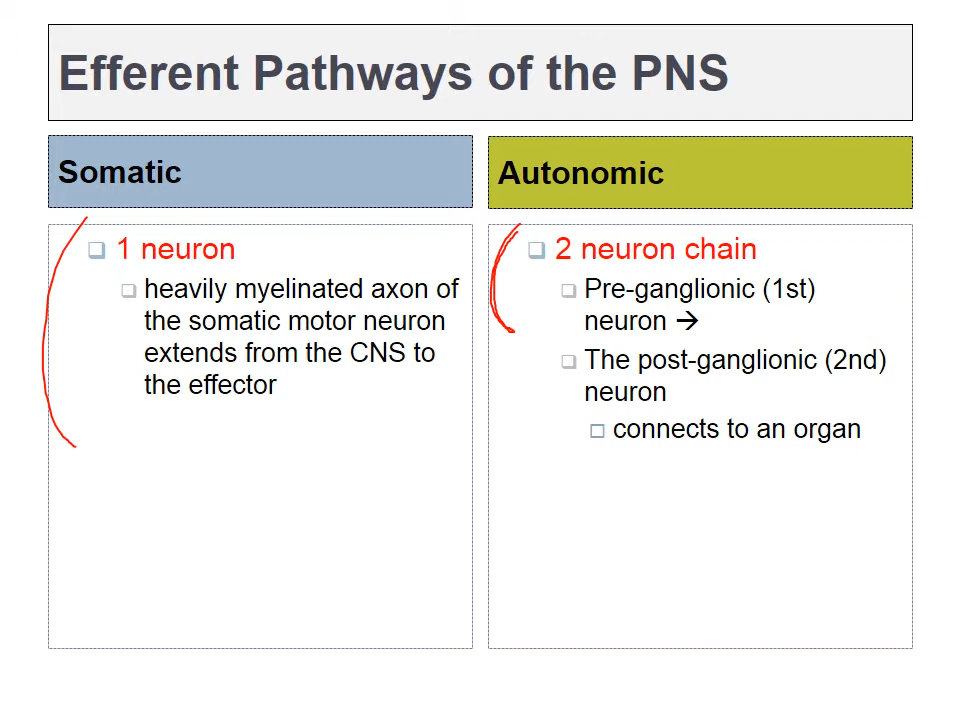 Efferent Pathways of the PNS
Somatic
1 neuron
heavily myelinated axon of
the somatic motor neuron
extends from the CNS to
the effector
Autonomic
2 neuron chain
Pre-ganglionic (1st)
neuron →
The post-ganglionic (2nd)
neuron
connects to an organ